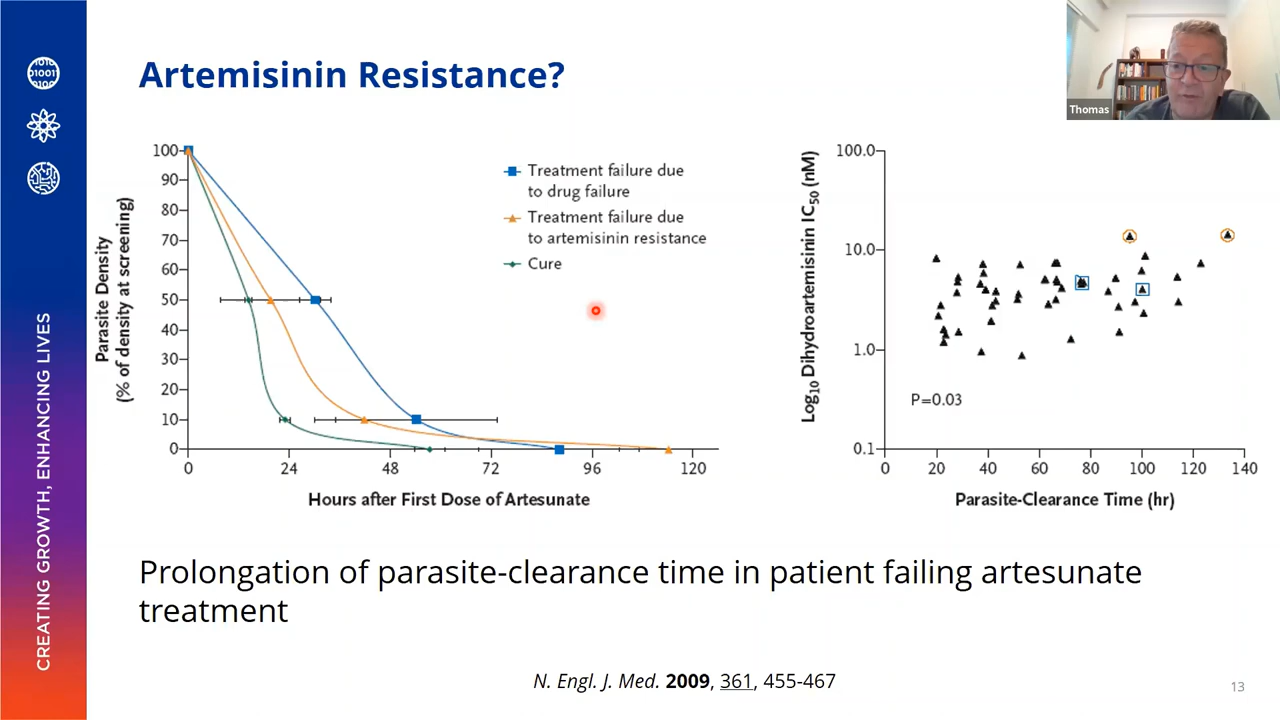 Artemisinin Resistance?
Thomas
CREATING GROWTH, ENHANCING LIVES
Parasite Density
(% of density at screening)
100
90
80
70
60
50
40
30
20
10
0
0 24 48 72 96 120
Hours after First Dose of Artesunate
Treatment failure due
to drug failure
Treatment failure due
to artemisinin resistance
Cure
Log10 Dihydroartemisinin IC50 (nM)
100.0
10.0
1.0
0.1
P=0.03
0 20 40 60 80 100 120 140
Parasite-Clearance Time (hr)
Prolongation of parasite-clearance time in patient failing artesunate
treatment
N. Engl. J. Med. 2009, 361, 455-467
13